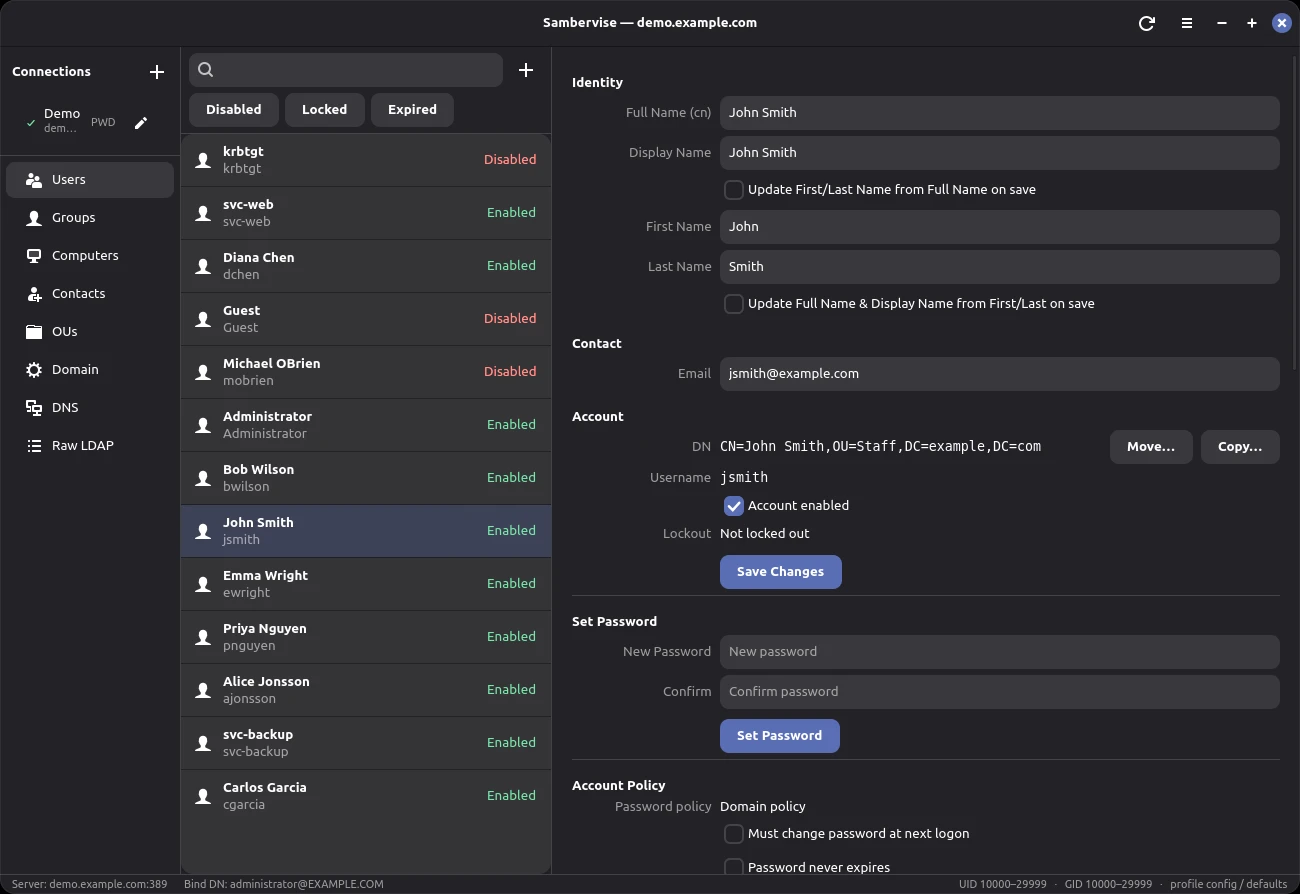 Sambervise — demo.example.com
Connections
Demo
dem...
PWD
Users
Groups
Computers
Contacts
OUs
Domain
DNS
Raw LDAP
Disabled Locked Expired
krbtgt
krbtgt
Disabled
svc-web
svc-web
Enabled
Diana Chen
dchen
Enabled
Guest
Guest
Disabled
Michael OBrien
mobrien
Disabled
Administrator
Administrator
Enabled
Bob Wilson
bwilson
Enabled
John Smith
jsmith
Enabled
Emma Wright
ewright
Enabled
Priya Nguyen
pnguyen
Enabled
Alice Jonsson
ajonsson
Enabled
svc-backup
svc-backup
Enabled
Carlos Garcia
cgarcia
Enabled
Identity
Full Name (cn) John Smith
Display Name John Smith
Update First/Last Name from Full Name on save
First Name John
Last Name Smith
Update Full Name & Display Name from First/Last on save
Contact
Email jsmith@example.com
Account
DN CN=John Smith,OU=Staff,DC=example,DC=com Move... Copy...
Username jsmith
Account enabled
Lockout Not locked out
Save Changes
Set Password
New Password New password
Confirm Confirm password
Set Password
Account Policy
Password policy Domain policy
Must change password at next logon
Password never expires
Server: demo.example.com:389 Bind DN: administrator@EXAMPLE.COM UID 10000–29999 · GID 10000–29999 · profile config / defaults